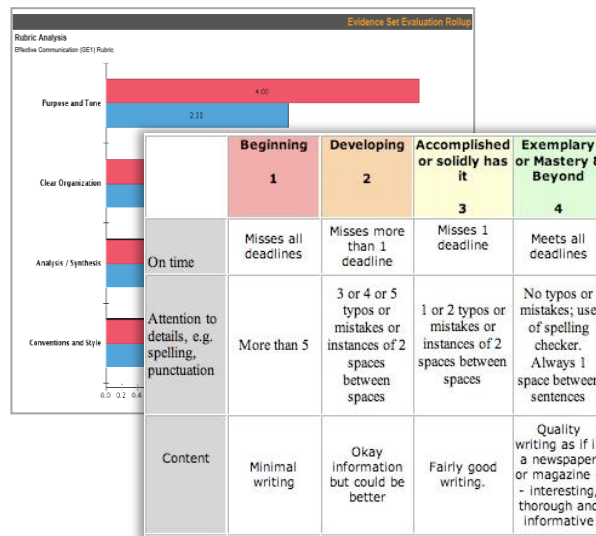 Evidence Set Evaluation Rollup
Rubric Analysis
Effective Communication (GE1) Rubric
Purpose and Tone
4.00
2.33
Clear Organization
Analysis / Synthesis
Conventions and Style
0.0 0.2 0.4
Beginning
1
Developing
2
Accomplished
or solidly has
it
3
Exemplary
or Mastery &
Beyond
4
On time
Misses all
deadlines
Misses more
than 1
deadline
Misses 1
deadline
Meets all
deadlines
Attention to
details, e.g.
spelling,
punctuation
More than 5
3 or 4 or 5
typos or
mistakes or
instances of 2
spaces
between
spaces
1 or 2 typos or
mistakes or
instances of 2
spaces between
spaces
No typos or
mistakes; use
of spelling
checker.
Always 1
space between
sentences
Content
Minimal
writing
Okay
information
but could be
better
Fairly good
writing.
Quality
writing as if i
a newspaper
or magazine
- interesting,
thorough and
informative